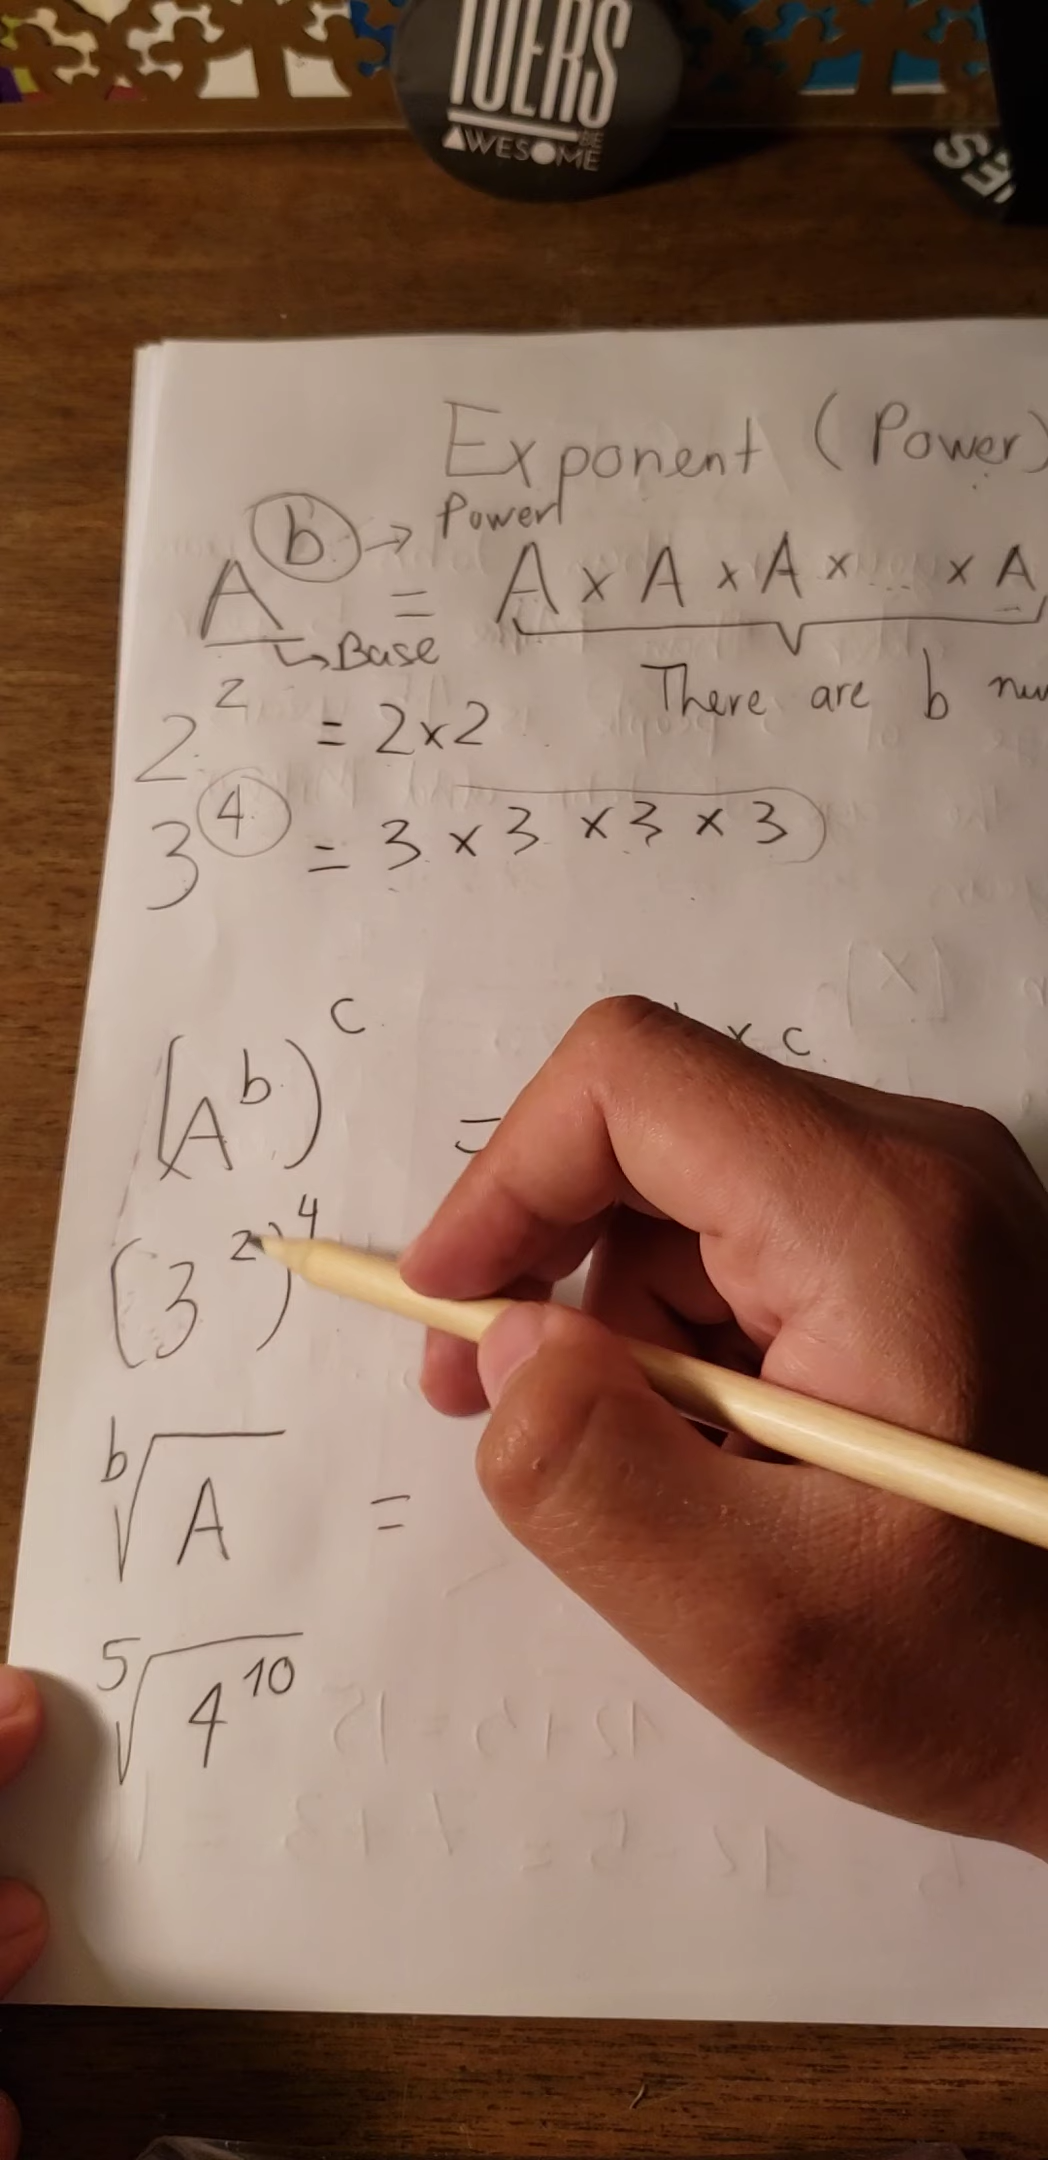 IDERS
BE
AWESOME
Exponent (Power)
A^b → Power = A x A x A x ... x A
↳ Base
There are b
2^2 = 2x2
3^4 = 3 x 3 x 3 x 3
[X]
(A^b)^c = x c
(3^2)^4
b√A =
5√4^10